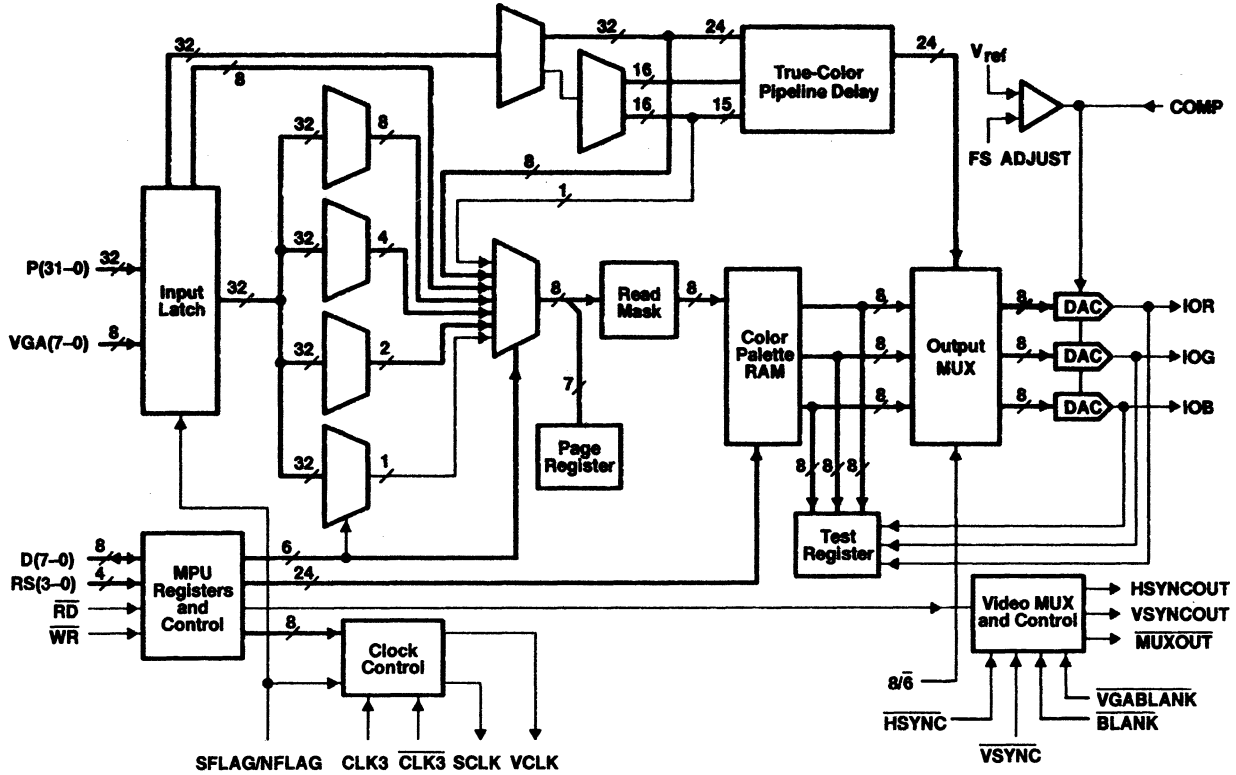 32
8
32
24
24
16
16
15
True-Color
Pipeline Delay
Vref
COMP
FS ADJUST
32
8
8
1
32
4
P(31–0)
32
Input
Latch
32
VGA(7–0)
8
8
Read
Mask
8
Color
Palette
RAM
8
8
8
Output
MUX
8
8
8
DAC
DAC
DAC
IOR
IOG
IOB
32
2
7
Page
Register
32
1
8
8
8
Test
Register
D(7–0)
8
RS(3–0)
4
RD
WR
MPU
Registers
and
Control
6
24
8
Clock
Control
Video MUX
and Control
HSYNCOUT
VSYNCOUT
MUXOUT
8/6
HSYNC
VGABLANK
BLANK
VSYNC
SFLAG/NFLAG
CLK3
CLK3
SCLK
VCLK